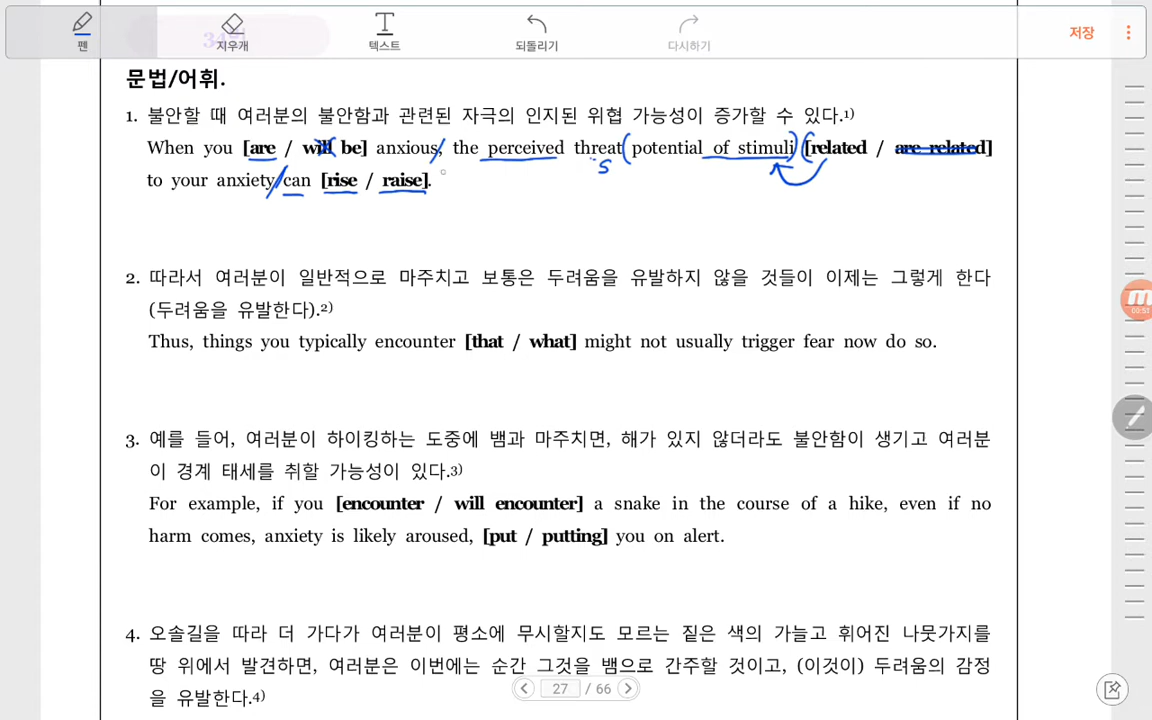 펜 지우개 텍스트 되돌리기 다시하기 저장
문법/어휘.
1. 불안할 때 여러분의 불안함과 관련된 자극의 인지된 위협 가능성이 증가할 수 있다.1)
When you [are / will be] anxious, the perceived threat potential of stimuli [related / are related]
s
to your anxiety can [rise / raise].
00:53
2. 따라서 여러분이 일반적으로 마주치고 보통은 두려움을 유발하지 않을 것들이 이제는 그렇게 한다
(두려움을 유발한다).2)
Thus, things you typically encounter [that / what] might not usually trigger fear now do so.
3. 예를 들어, 여러분이 하이킹하는 도중에 뱀과 마주치면, 해가 있지 않더라도 불안함이 생기고 여러분
이 경계 태세를 취할 가능성이 있다.3)
For example, if you [encounter / will encounter] a snake in the course of a hike, even if no
harm comes, anxiety is likely aroused, [put / putting] you on alert.
4. 오솔길을 따라 더 가다가 여러분이 평소에 무시할지도 모르는 짙은 색의 가늘고 휘어진 나뭇가지를
땅 위에서 발견하면, 여러분은 이번에는 순간 그것을 뱀으로 간주할 것이고, (이것이) 두려움의 감정
을 유발한다.4)
27 / 66